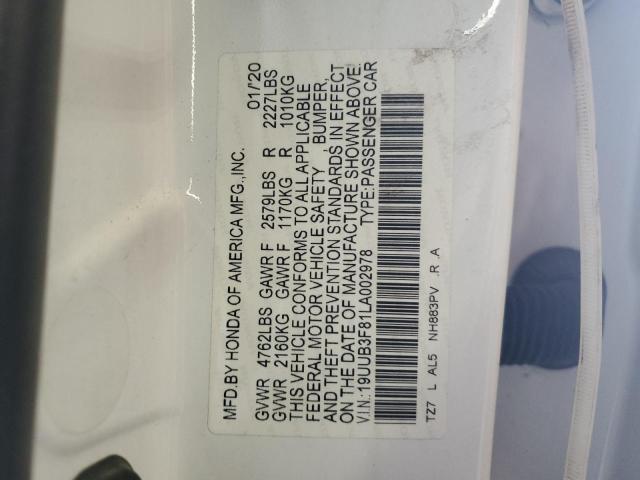 MFD.BY HONDA OF AMERICA MFG.,INC. 01/20
GVWR 4762LBS GAWR F 2579LBS R 2227LBS
GVWR 2160KG GAWR F 1170KG R 1010KG
THIS VEHICLE CONFORMS TO ALL APPLICABLE
FEDERAL MOTOR VEHICLE SAFETY , BUMPER,
AND THEFT PREVENTION STANDARDS IN EFFECT
ON THE DATE OF MANUFACTURE SHOWN ABOVE.
V.I.N.:19UUB3F81LA002978 TYPE:PASSENGER CAR
TZ7 L AL5 NH883PV .R .A